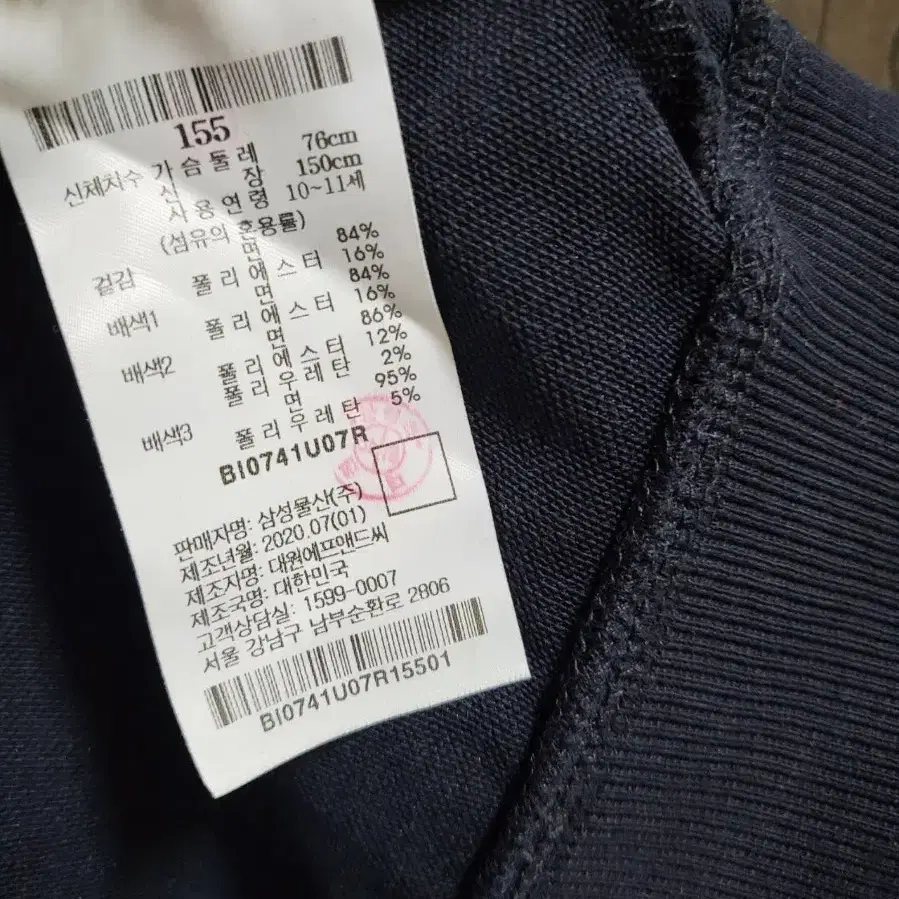 155
신체치수 가슴둘레 76cm
신장 150cm
사용연령 10~11세
(섬유의 혼용률)
겉감 면 84%
폴리에스터 16%
배색1 면 84%
폴리에스터 16%
배색2 면 86%
폴리에스터 12%
폴리우레탄 2%
배색3 면 95%
폴리우레탄 5%
BI0741U07R
판매자명: 삼성물산(주)
제조년월: 2020.07(01)
제조자명: 대원에프앤드씨
제조국명: 대한민국
고객상담실: 1599-0007
서울 강남구 남부순환로 2806
BI0741U07R15501